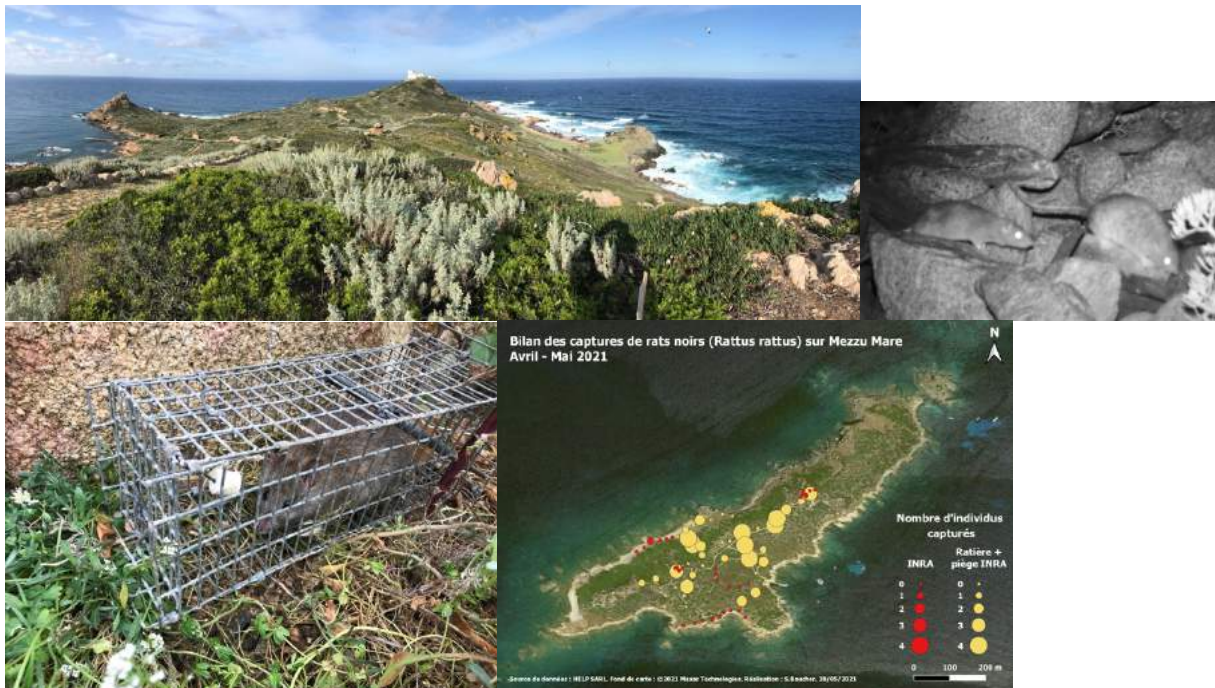 Bilan des captures de rats noirs (Rattus rattus) sur Mezzu Mare
Avril - Mai 2021
N
Nombre d'individus
capturés
INRA
Ratière +
piège INRA
0 0
1 1
2 2
3 3
4 4
0 100 200 m
Source de données : HELP SARL. Fond de carte : ©2021 Maxar Technologies. Réalisation : 28/05/2021